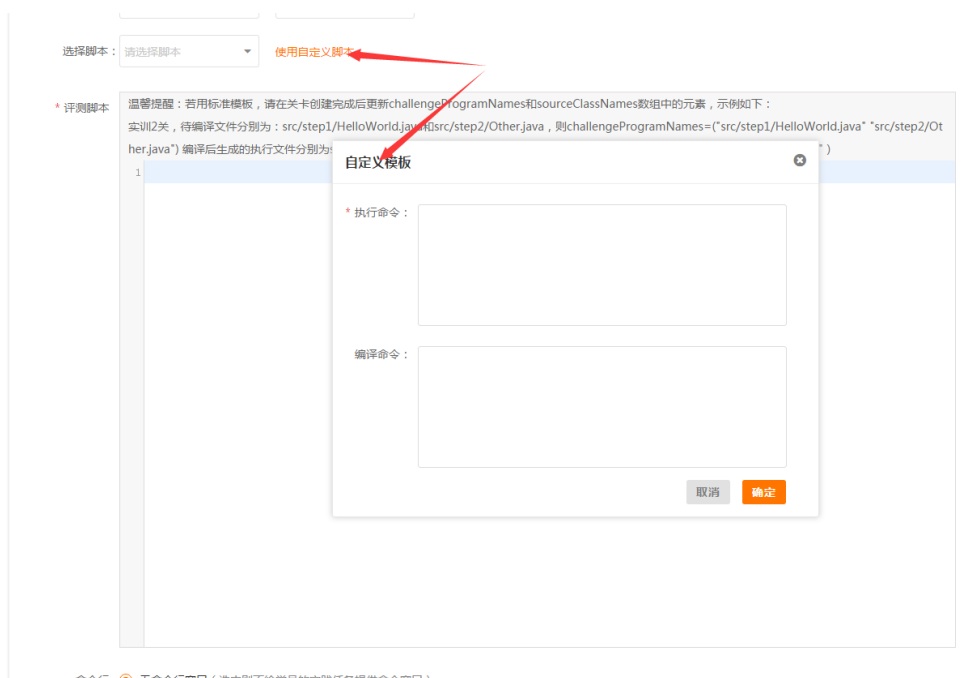 选择脚本： 请选择脚本 使用自定义脚本
* 评测脚本
温馨提醒：若用标准模板，请在关卡创建完成后更新challengeProgramNames和sourceClassNames数组中的元素，示例如下：
实训2关，待编译文件分别为：src/step1/HelloWorld.java和src/step2/Other.java，则challengeProgramNames=("src/step1/HelloWorld.java" "src/step2/Ot
her.java") 编译后生成的执行文件分别为 " )
1
自定义模板
* 执行命令：
编译命令：
取消 确定